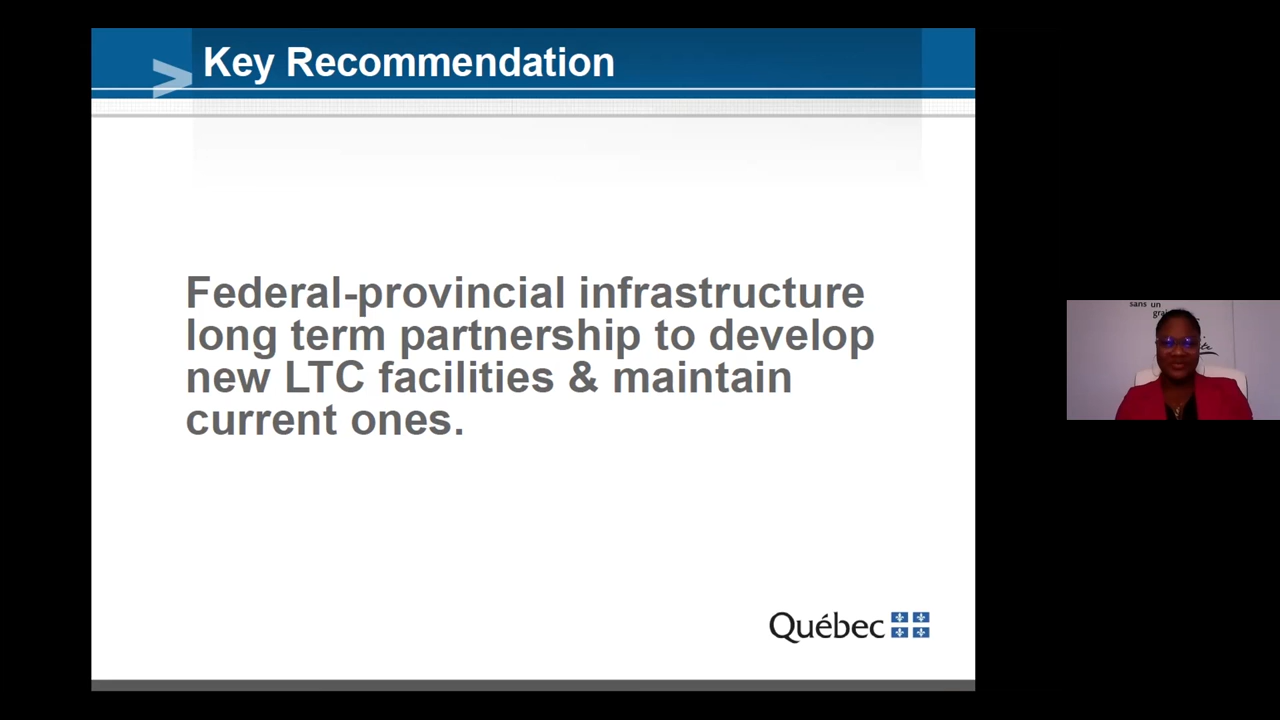 > Key Recommendation
Federal-provincial infrastructure
long term partnership to develop
new LTC facilities & maintain
current ones.
Québec
sans un